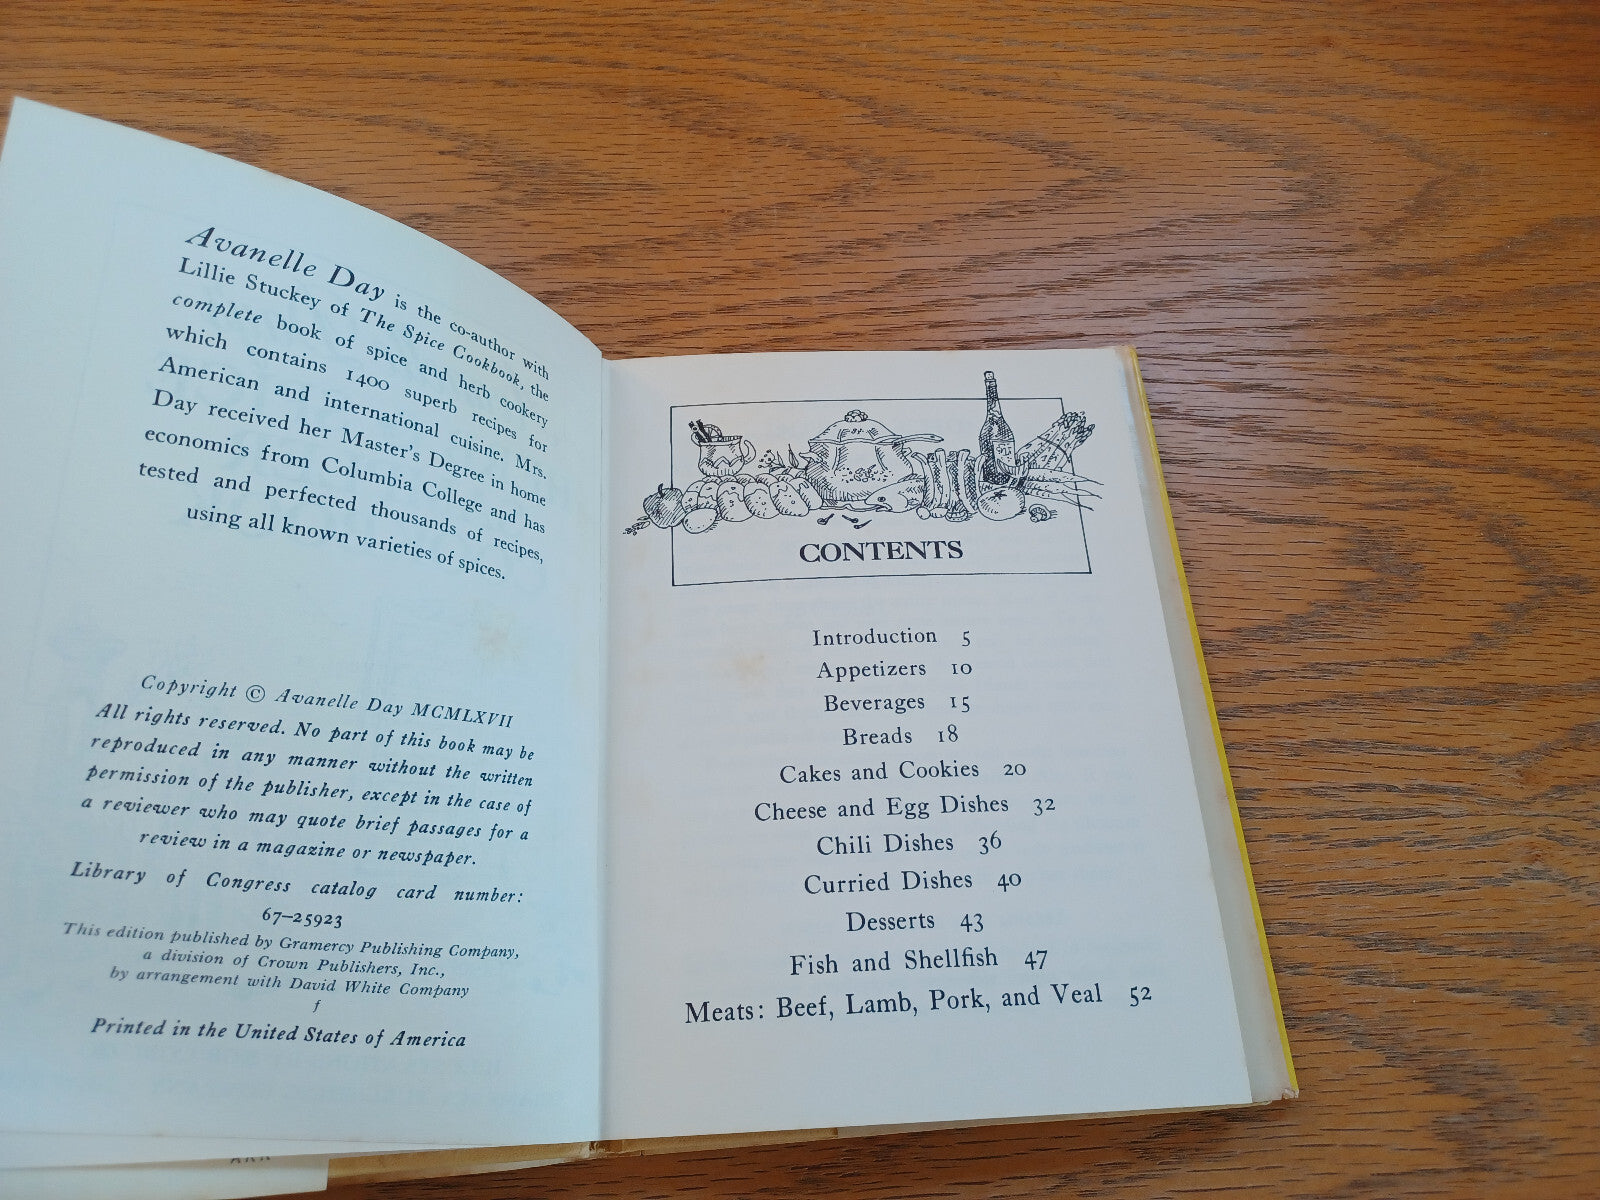 Avanelle Day is the co-author with
Lillie Stuckey of The Spice Cookbook, the
complete book of spice and herb cookery
which contains 1400 superb recipes for
American and international cuisine. Mrs.
Day received her Master's Degree in home
economics from Columbia College and has
tested and perfected thousands of recipes,
using all known varieties of spices.
Copyright © Avanelle Day MCMLXVII
All rights reserved. No part of this book may be
reproduced in any manner without the written
permission of the publisher, except in the case of
a reviewer who may quote brief passages for a
review in a magazine or newspaper.
Library of Congress catalog card number:
67–25923
This edition published by Gramercy Publishing Company,
a division of Crown Publishers, Inc.,
by arrangement with David White Company
f
Printed in the United States of America
CONTENTS
Introduction 5
Appetizers 10
Beverages 15
Breads 18
Cakes and Cookies 20
Cheese and Egg Dishes 32
Chili Dishes 36
Curried Dishes 40
Desserts 43
Fish and Shellfish 47
Meats: Beef, Lamb, Pork, and Veal 52